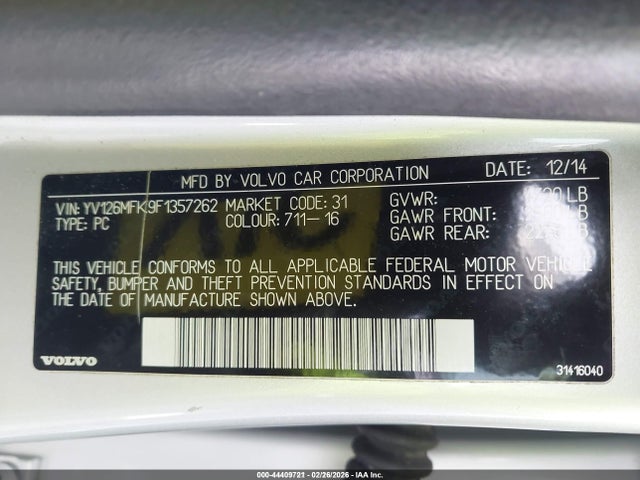 MFD BY VOLVO CAR CORPORATION DATE: 12/14
VIN: YV126MFK9F1357262 MARKET CODE: 31 GVWR: LB
TYPE: PC COLOUR: 711-16 GAWR FRONT:
GAWR REAR:
THIS VEHICLE CONFORMS TO ALL APPLICABLE FEDERAL MOTOR VEHICLE
SAFETY, BUMPER AND THEFT PREVENTION STANDARDS IN EFFECT ON
THE DATE OF MANUFACTURE SHOWN ABOVE.
VOLVO 31416040
000-44409721 - 02/26/2026 - IAA Inc.